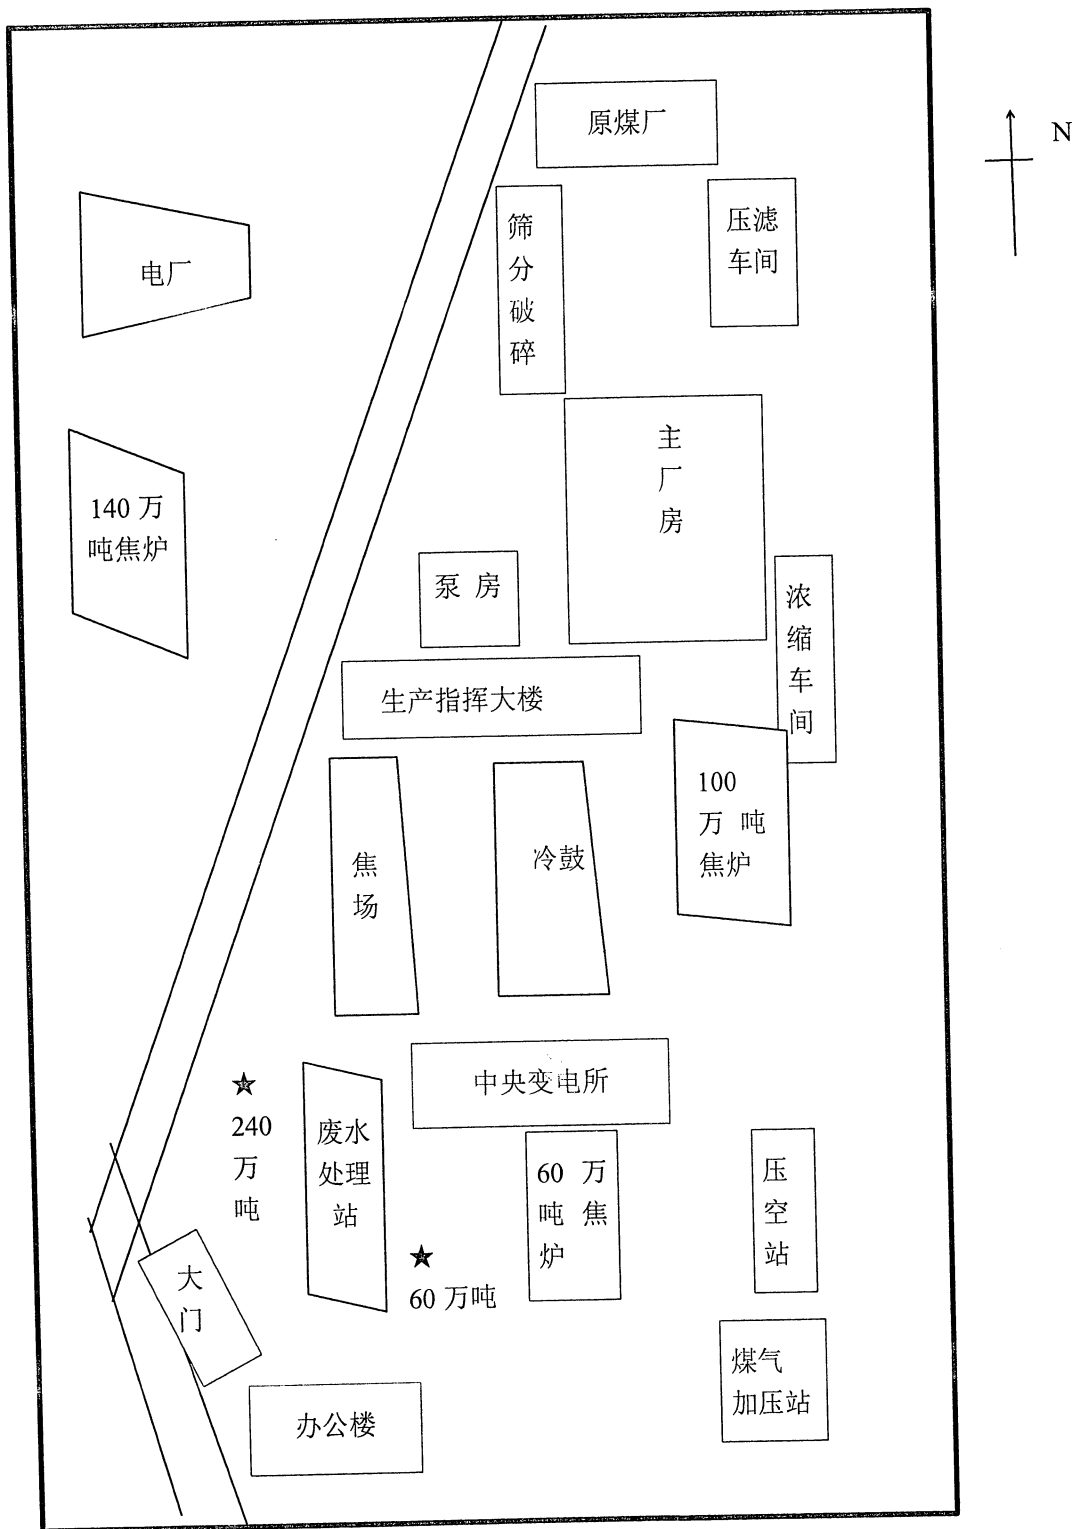 原煤厂
N
筛
分
破
碎
压滤
车间
电厂
主
厂
房
140 万
吨焦炉
泵 房
浓
缩
车
间
生产指挥大楼
100
万 吨
焦炉
焦
场
冷鼓
中央变电所
240
万
吨
废水
处理
站
60 万
吨 焦
炉
压
空
站
60 万吨
大
门
煤气
加压站
办公楼